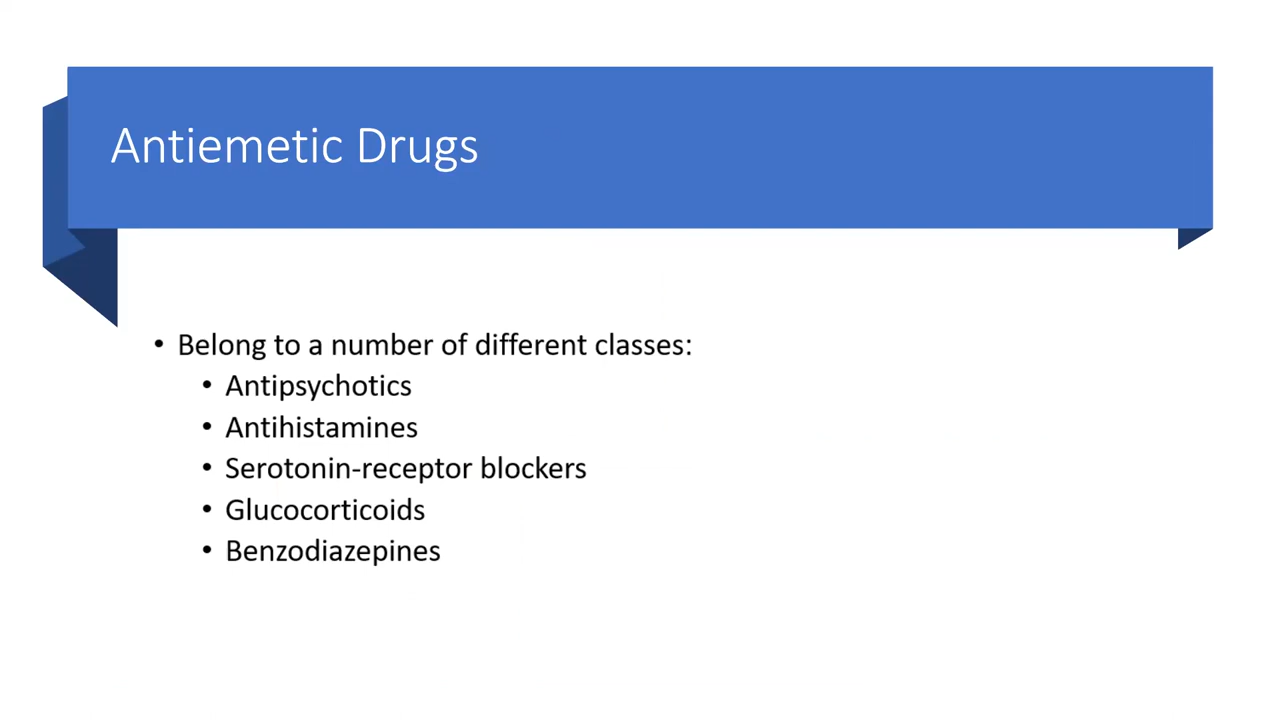 Antiemetic Drugs
• Belong to a number of different classes:
• Antipsychotics
• Antihistamines
• Serotonin-receptor blockers
• Glucocorticoids
• Benzodiazepines